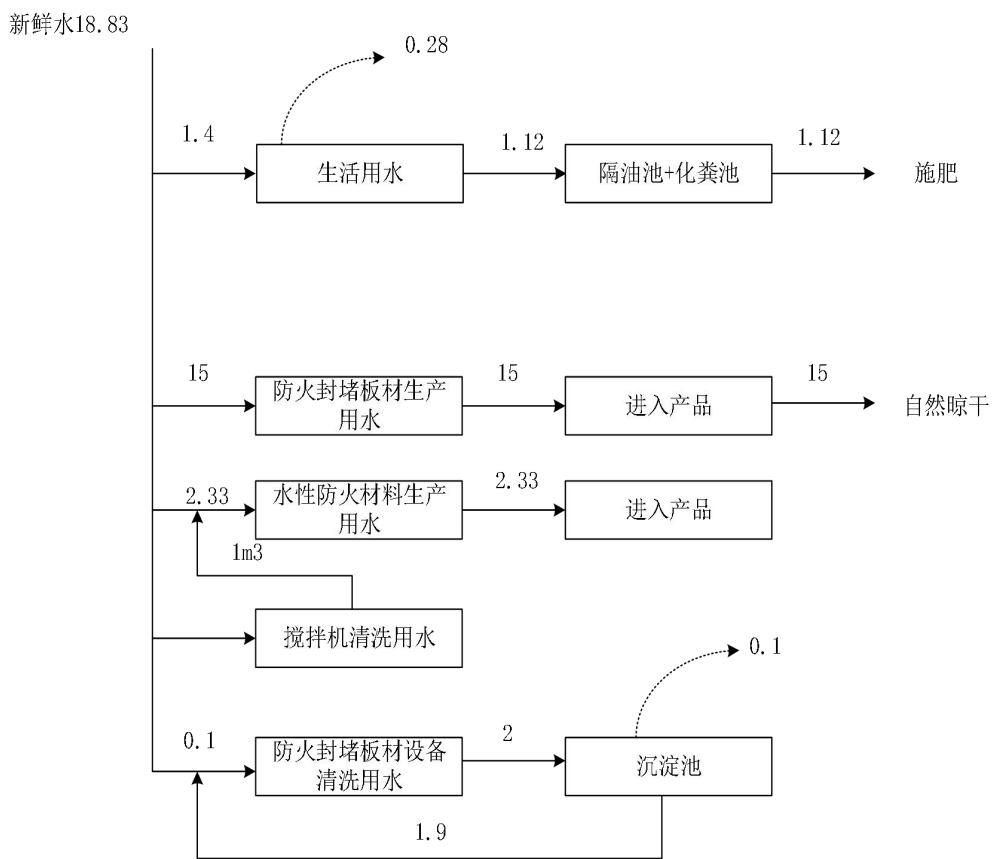 新鲜水18.83
0.28
1.4
生活用水
1.12
隔油池+化粪池
1.12
施肥
15
防火封堵板材生产
用水
15
进入产品
15
自然晾干
2.33
水性防火材料生产
用水
2.33
进入产品
1m3
搅拌机清洗用水
0.1
0.1
防火封堵板材设备
清洗用水
2
沉淀池
1.9